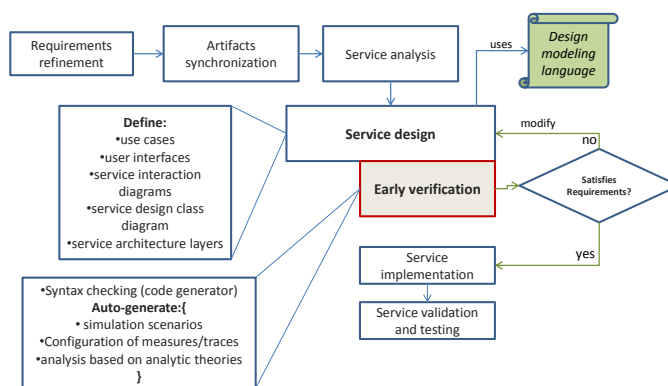 Requirements
refinement
Artifacts
synchronization
Service analysis
uses
Design
modeling
language
Define:
•use cases
•user interfaces
•service interaction
diagrams
•service design class
diagram
•service architecture layers
Service design
modify
no
Early verification
Satisfies
Requirements?
yes
Service
implementation
Service validation
and testing
•Syntax checking (code generator)
Auto-generate:{
• simulation scenarios
•Configuration of measures/traces
•analysis based on analytic theories
}